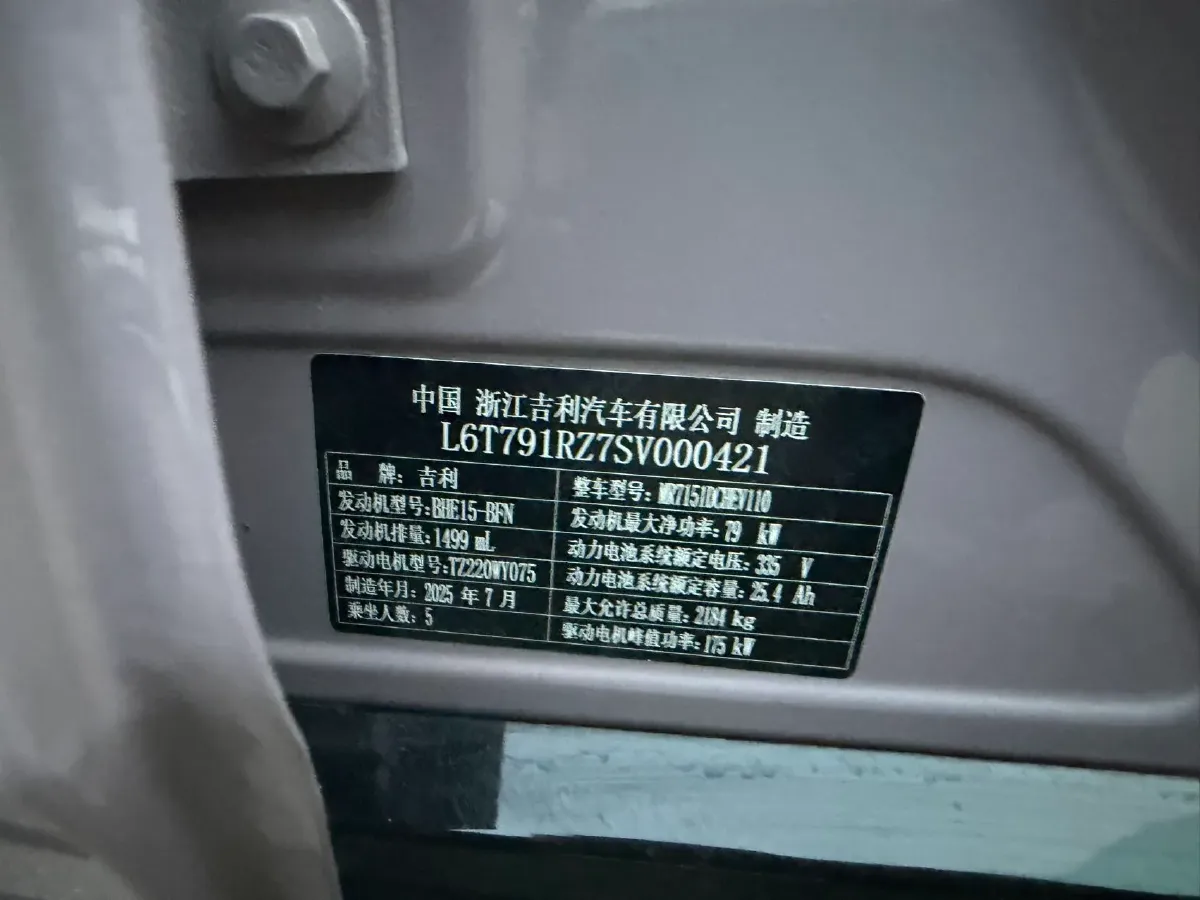 中国 浙江吉利汽车有限公司 制造
L6T791RZ7SV000421
品 牌: 吉利 整车型号: MR7151DCHEV110
发动机型号: BHE15-BFN 发动机最大净功率: 79 kW
发动机排量: 1499 mL 动力电池系统额定电压: 335 V
驱动电机型号: TZ220WY075 动力电池系统额定容量: 25.4 Ah
制造年月: 2025 年 7 月 最大允许总质量: 2184 kg
乘坐人数: 5 驱动电机峰值功率: 175 kW